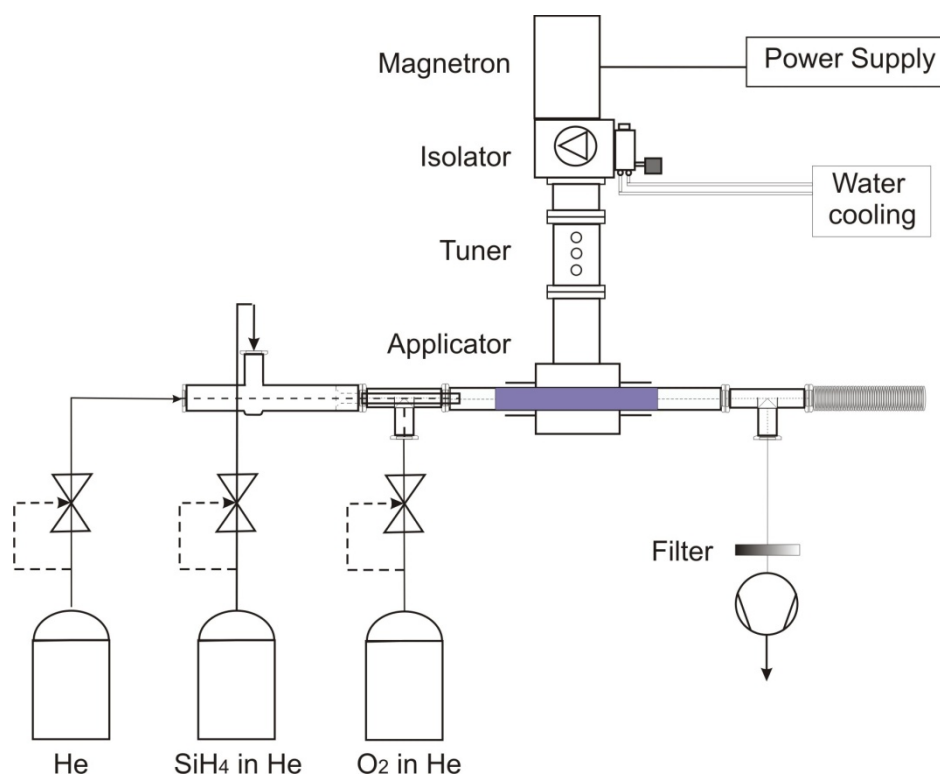 Magnetron
Power Supply
Isolator
Water
cooling
Tuner
Applicator
Filter
He
SiH4 in He
O2 in He